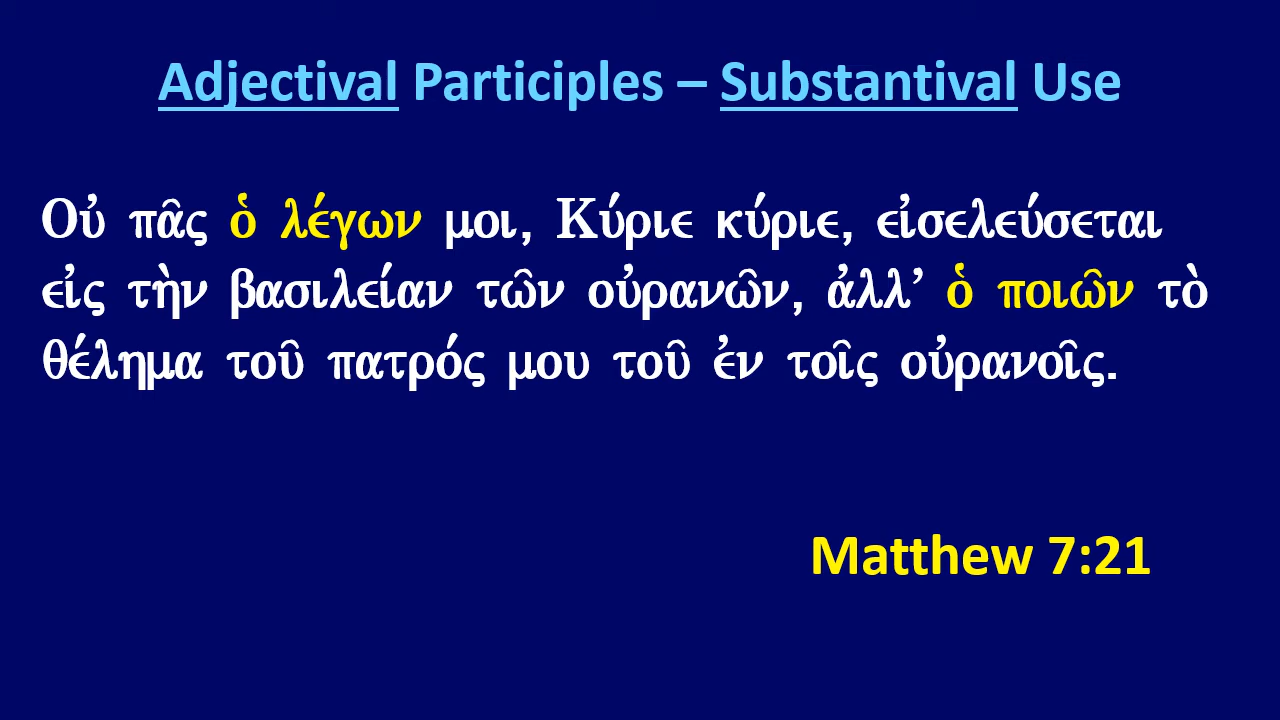 Adjectival Participles – Substantival Use
Οὐ πᾶς ὁ λέγων μοι, Κύριε κύριε, εἰσελεύσεται
εἰς τὴν βασιλείαν τῶν οὐρανῶν, ἀλλ’ ὁ ποιῶν τὸ
θέλημα τοῦ πατρός μου τοῦ ἐν τοῖς οὐρανοῖς.
Matthew 7:21